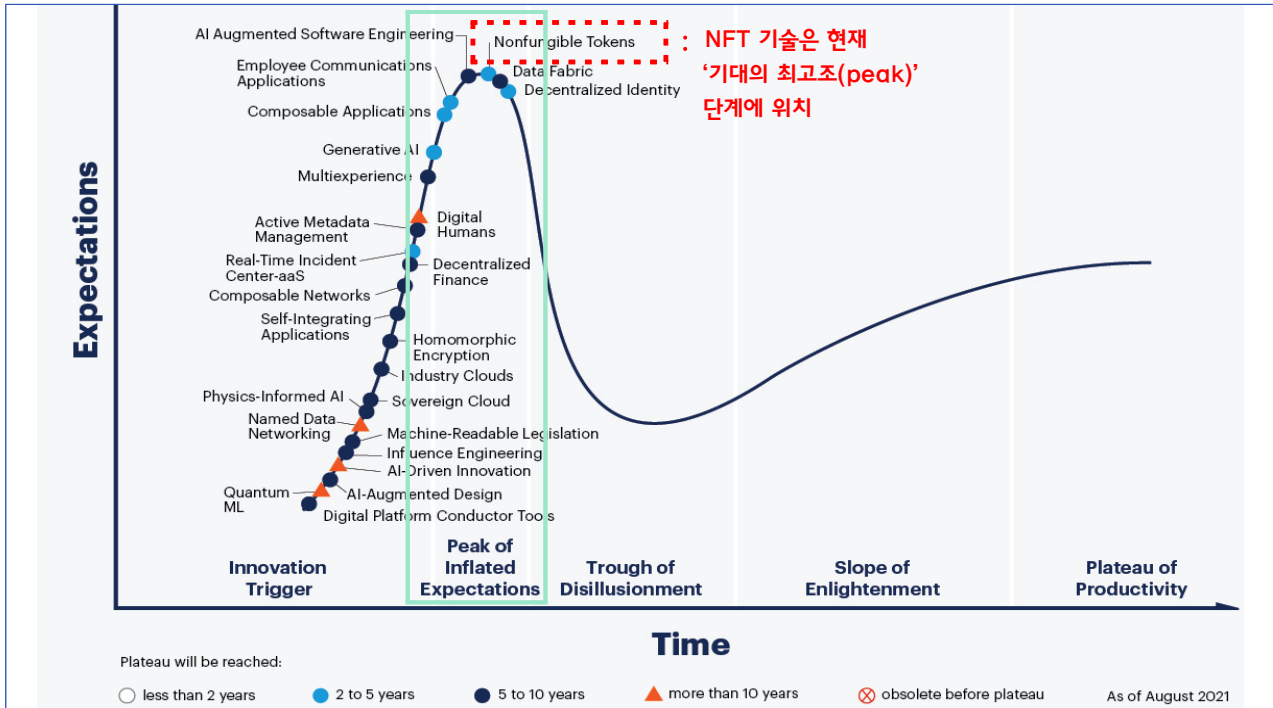 AI Augmented Software Engineering
Nonfungible Tokens
: NFT 기술은 현재
‘기대의 최고조(peak)’
단계에 위치
Employee Communications
Applications
Data Fabric
Decentralized Identity
Composable Applications
Generative AI
Multiexperience
Active Metadata
Management
Digital
Humans
Real-Time Incident
Center-aaS
Decentralized
Finance
Composable Networks
Self-Integrating
Applications
Homomorphic
Encryption
Industry Clouds
Physics-Informed AI
Sovereign Cloud
Named Data
Networking
Machine-Readable Legislation
Influence Engineering
AI-Driven Innovation
Quantum
ML
AI-Augmented Design
Digital Platform Conductor Tools
Expectations
Innovation
Trigger
Peak of
Inflated
Expectations
Trough of
Disillusionment
Slope of
Enlightenment
Plateau of
Productivity
Time
Plateau will be reached:
less than 2 years
2 to 5 years
5 to 10 years
more than 10 years
obsolete before plateau
As of August 2021